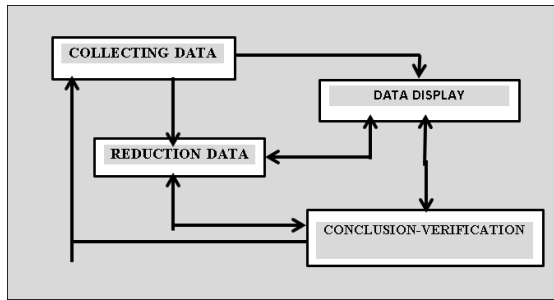 COLLECTING DATA
DATA DISPLAY
REDUCTION DATA
CONCLUSION-VERIFICATION